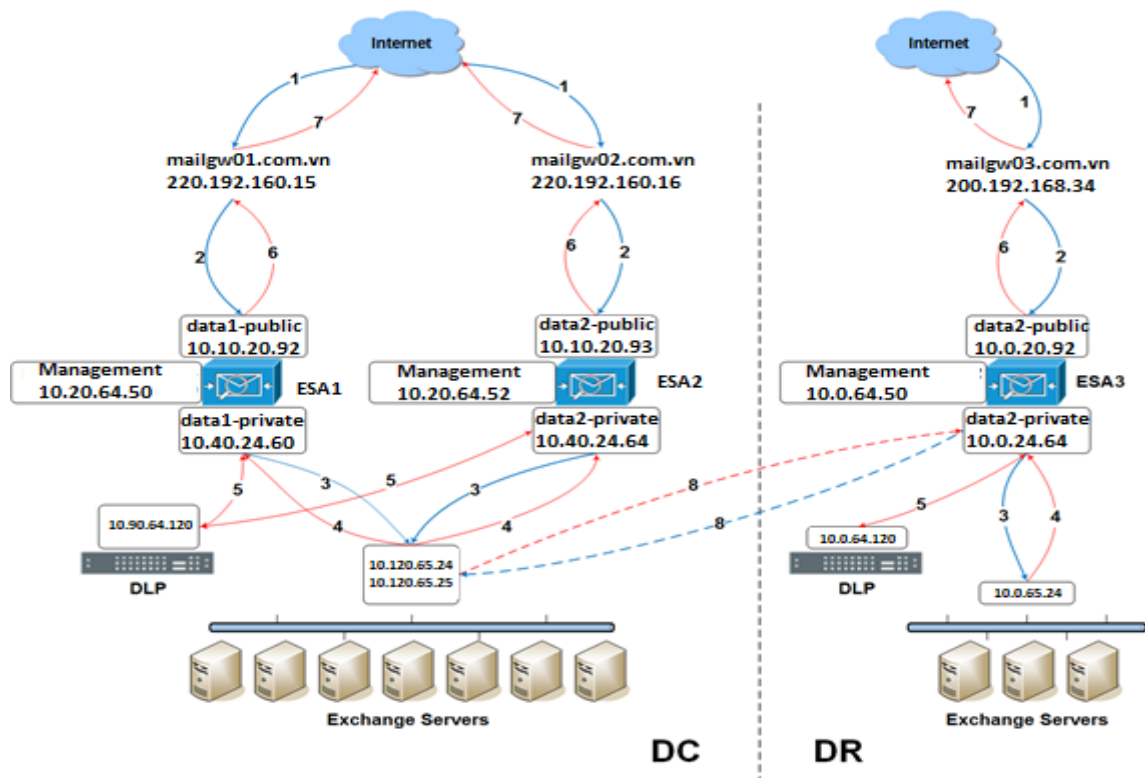 Internet
Internet
1
1
1
7
7
7
mailgw01.com.vn
220.192.160.15
mailgw02.com.vn
220.192.160.16
mailgw03.com.vn
200.192.168.34
2
6
6
2
6
2
data1-public
10.10.20.92
data2-public
10.10.20.93
data2-public
10.0.20.92
Management
10.20.64.50
ESA1
Management
10.20.64.52
ESA2
Management
10.0.64.50
ESA3
data1-private
10.40.24.60
data2-private
10.40.24.64
data2-private
10.0.24.64
5
3
5
3
4
4
8
8
5
3
4
10.90.64.120
DLP
10.120.65.24
10.120.65.25
10.0.64.120
DLP
10.0.65.24
Exchange Servers
Exchange Servers
DC
DR